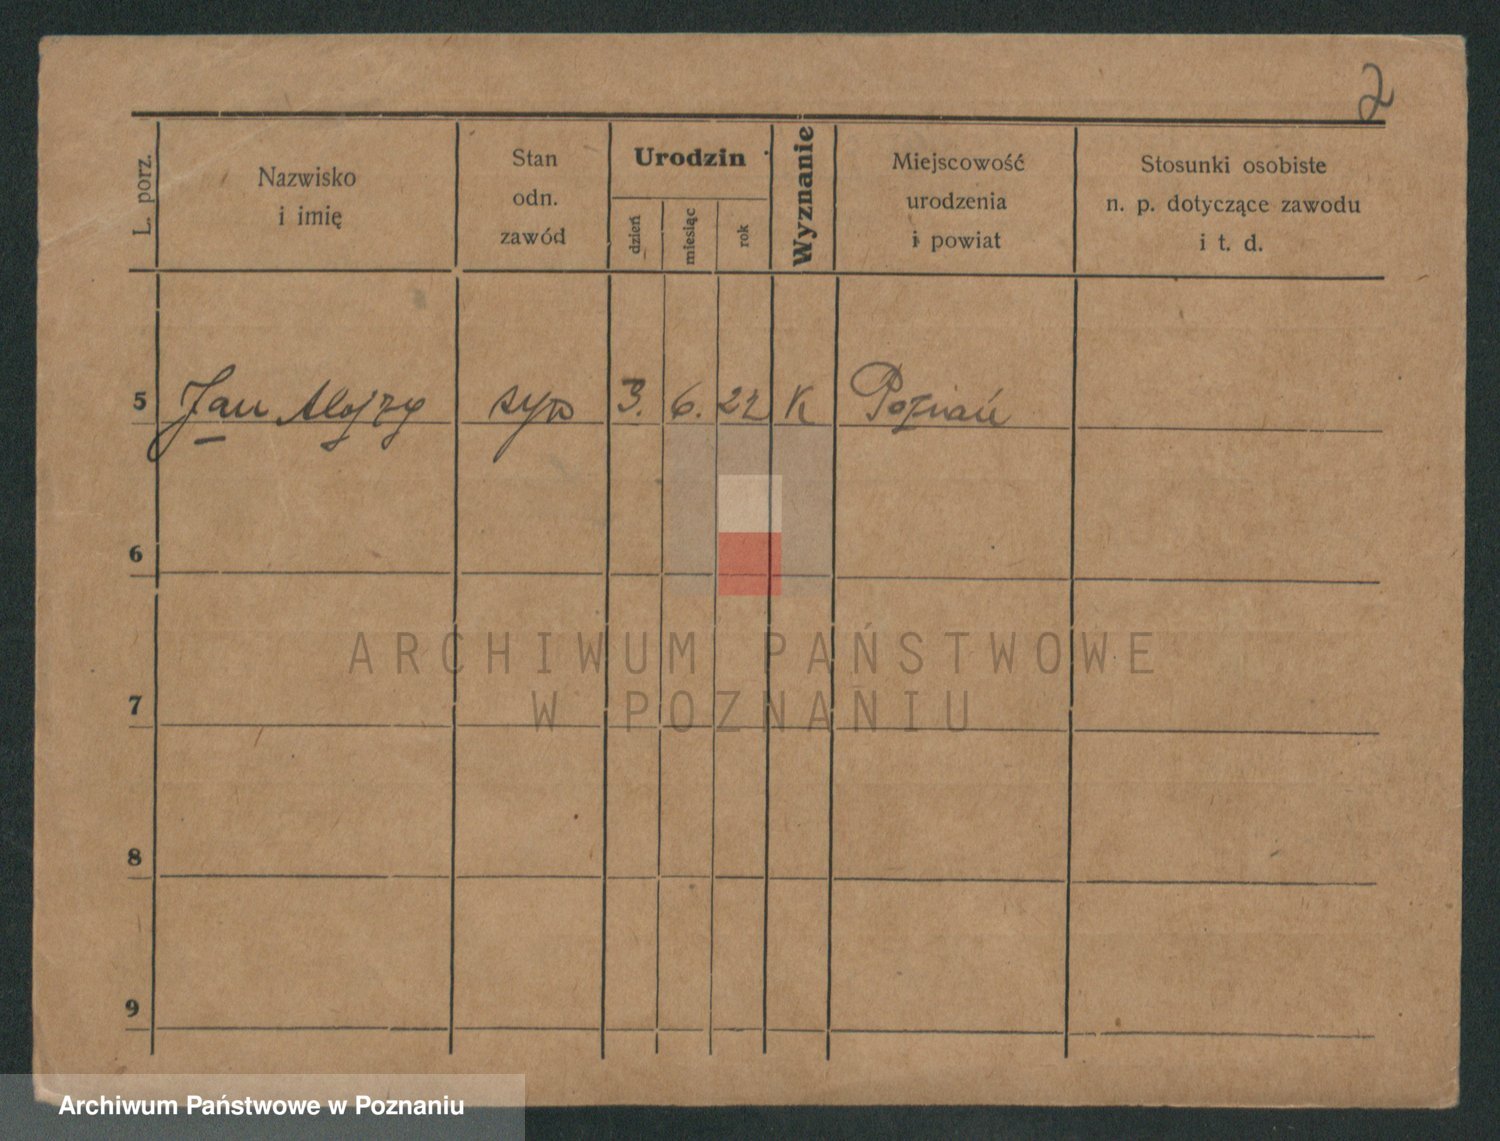 2
L. porz.
Nazwisko
i imię
Stan
odn.
zawód
Urodzin
dzień
miesiąc
rok
Wyznanie
Miejscowość
urodzenia
i powiat
Stosunki osobiste
n. p. dotyczące zawodu
i t. d.
5 Jan Alojzy syn 3. 6. 22 K Poznań
6
ARCHIWUM PAŃSTWOWE
W POZNANIU
7
8
9
Archiwum Państwowe w Poznaniu